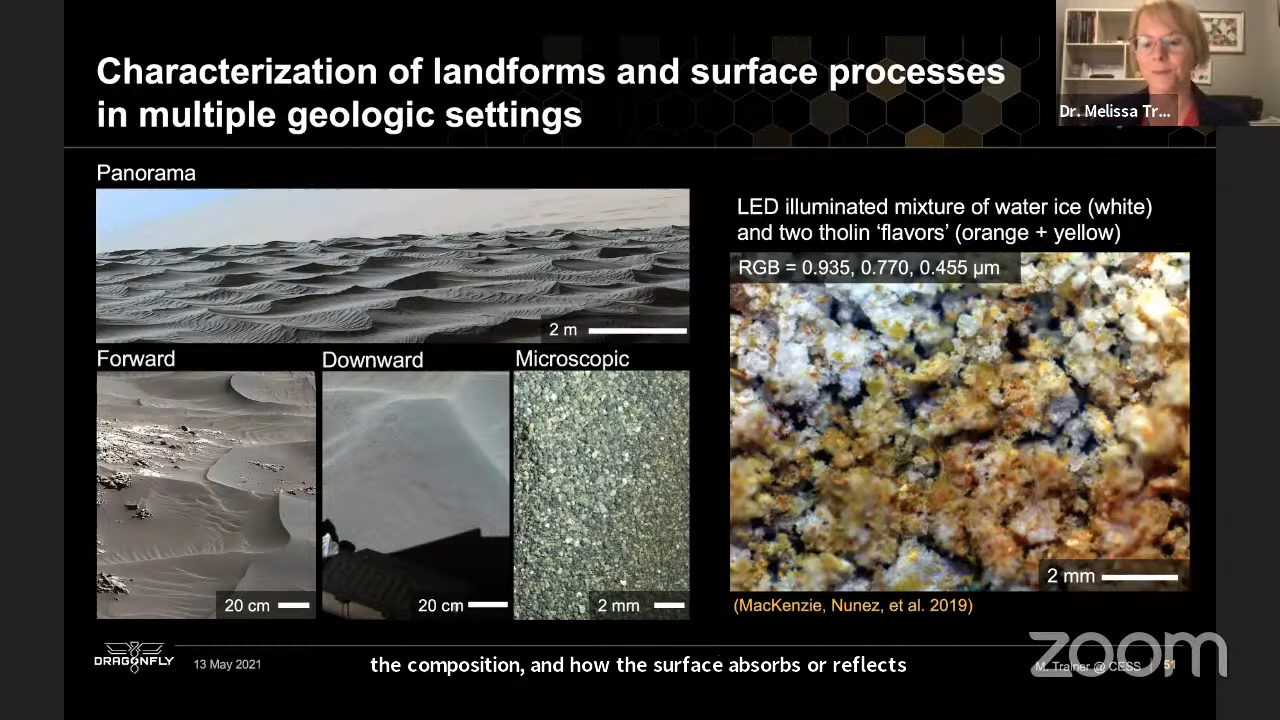 Characterization of landforms and surface processes
in multiple geologic settings
Dr. Melissa Tr...
Panorama
2 m
Forward
20 cm
Downward
20 cm
Microscopic
2 mm
LED illuminated mixture of water ice (white)
and two tholin ‘flavors’ (orange + yellow)
RGB = 0.935, 0.770, 0.455 µm
2 mm
(MacKenzie, Nunez, et al. 2019)
DRAGONFLY
13 May 2021
the composition, and how the surface absorbs or reflects
M. Trainer @ CESS | 51
zoom